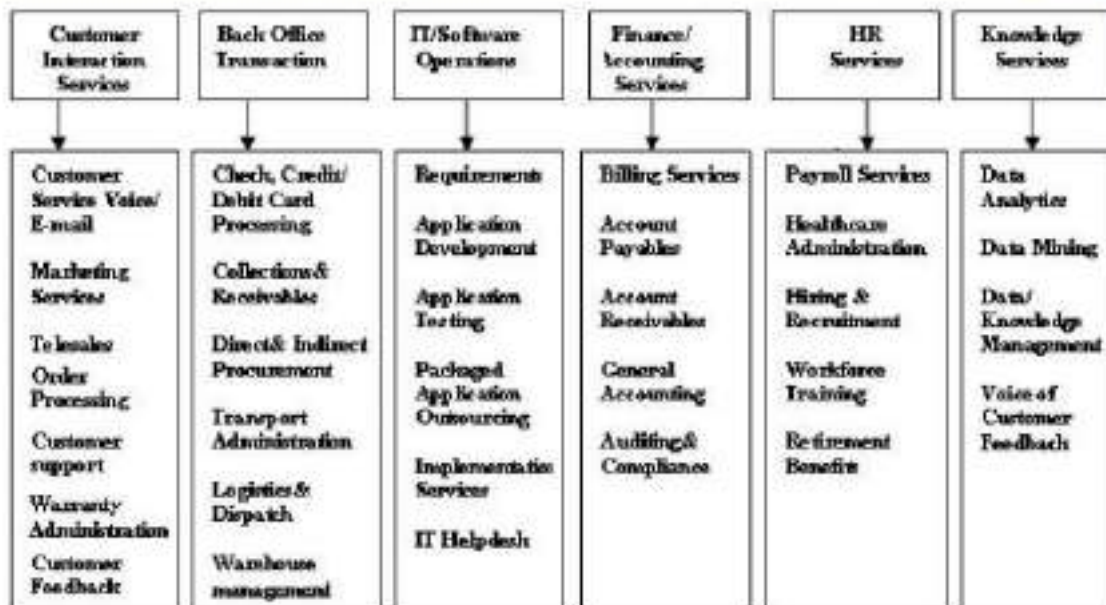 Customer
Interaction
Services
Back Office
Transaction
IT/Software
Operations
Finance/
Accounting
Services
HR
Services
Knowledge
Services
Customer
Service Voice/
E-mail
Marketing
Services
Telesales
Order
Processing
Customer
support
Warranty
Administration
Customer
Feedback
Check, Credit/
Debit Card
Processing
Collections &
Receivables
Direct & Indirect
Procurement
Transport
Administration
Logistics &
Dispatch
Warehouse
management
Requirements
Application
Development
Application
Testing
Packaged
Application
Outsourcing
Implementation
Services
IT Helpdesk
Billing Services
Account
Payables
Account
Receivables
General
Accounting
Auditing &
Compliance
Payroll Services
Healthcare
Administration
Hiring &
Recruitment
Workforce
Training
Retirement
Benefits
Data
Analytics
Data Mining
Data/
Knowledge
Management
Voice of
Customer
Feedback